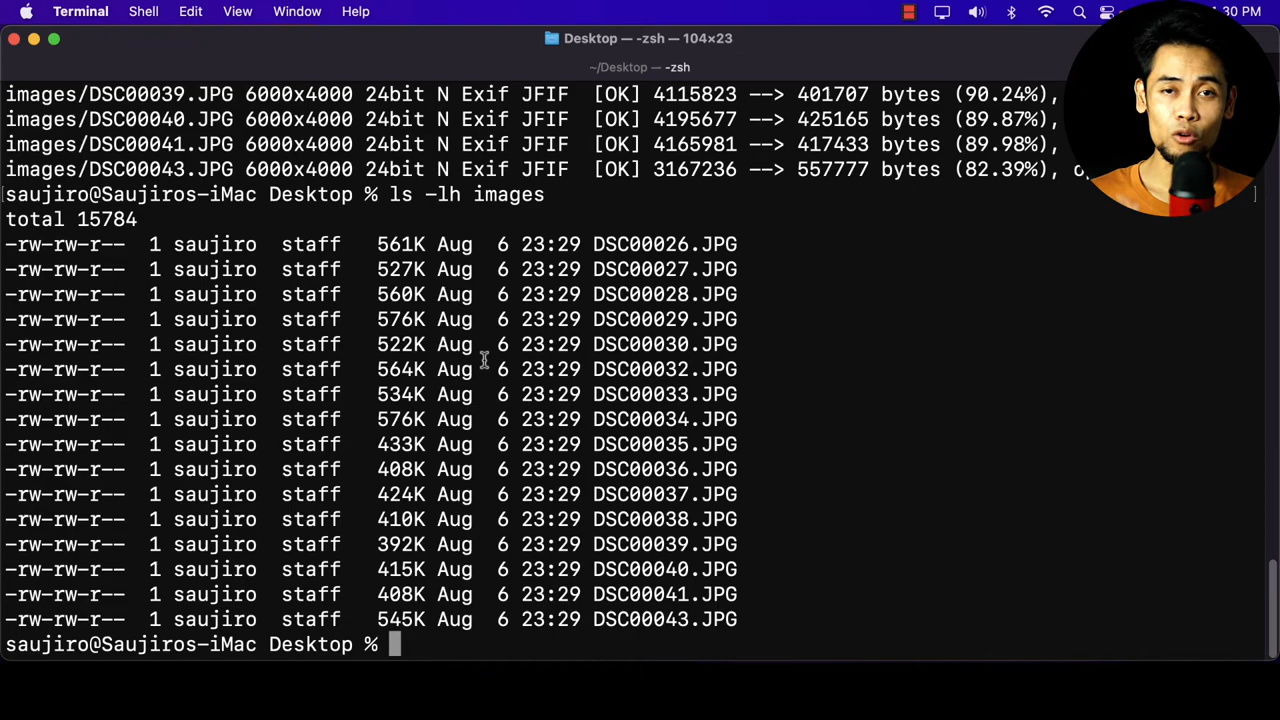 Terminal Shell Edit View Window Help :30 PM
Desktop — -zsh — 104×23
~/Desktop — -zsh
images/DSC00039.JPG 6000x4000 24bit N Exif JFIF [OK] 4115823 --> 401707 bytes (90.24%),
images/DSC00040.JPG 6000x4000 24bit N Exif JFIF [OK] 4195677 --> 425165 bytes (89.87%),
images/DSC00041.JPG 6000x4000 24bit N Exif JFIF [OK] 4165981 --> 417433 bytes (89.98%),
images/DSC00043.JPG 6000x4000 24bit N Exif JFIF [OK] 3167236 --> 557777 bytes (82.39%),
[saujiro@Saujiros-iMac Desktop % ls -lh images ]
total 15784
-rw-rw-r-- 1 saujiro staff 561K Aug 6 23:29 DSC00026.JPG
-rw-rw-r-- 1 saujiro staff 527K Aug 6 23:29 DSC00027.JPG
-rw-rw-r-- 1 saujiro staff 560K Aug 6 23:29 DSC00028.JPG
-rw-rw-r-- 1 saujiro staff 576K Aug 6 23:29 DSC00029.JPG
-rw-rw-r-- 1 saujiro staff 522K Aug 6 23:29 DSC00030.JPG
-rw-rw-r-- 1 saujiro staff 564K Aug 6 23:29 DSC00032.JPG
-rw-rw-r-- 1 saujiro staff 534K Aug 6 23:29 DSC00033.JPG
-rw-rw-r-- 1 saujiro staff 576K Aug 6 23:29 DSC00034.JPG
-rw-rw-r-- 1 saujiro staff 433K Aug 6 23:29 DSC00035.JPG
-rw-rw-r-- 1 saujiro staff 408K Aug 6 23:29 DSC00036.JPG
-rw-rw-r-- 1 saujiro staff 424K Aug 6 23:29 DSC00037.JPG
-rw-rw-r-- 1 saujiro staff 410K Aug 6 23:29 DSC00038.JPG
-rw-rw-r-- 1 saujiro staff 392K Aug 6 23:29 DSC00039.JPG
-rw-rw-r-- 1 saujiro staff 415K Aug 6 23:29 DSC00040.JPG
-rw-rw-r-- 1 saujiro staff 408K Aug 6 23:29 DSC00041.JPG
-rw-rw-r-- 1 saujiro staff 545K Aug 6 23:29 DSC00043.JPG
saujiro@Saujiros-iMac Desktop %